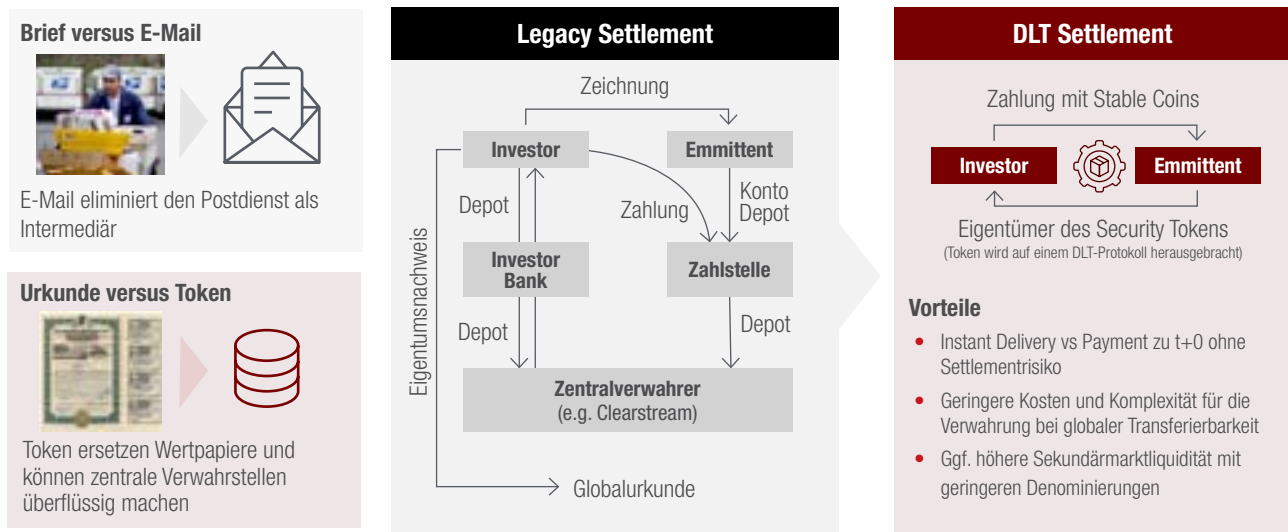 Brief versus E-Mail
E-Mail eliminiert den Postdienst als
Intermediär
Urkunde versus Token
Token ersetzen Wertpapiere und
können zentrale Verwahrstellen
überflüssig machen
Legacy Settlement
Zeichnung
Investor
Emmittent
Depot
Zahlung
Konto
Depot
Investor
Bank
Zahlstelle
Depot
Depot
Eigentumsnachweis
Zentralverwahrer
(e.g. Clearstream)
Globalurkunde
DLT Settlement
Zahlung mit Stable Coins
Investor
Emmittent
Eigentümer des Security Tokens
(Token wird auf einem DLT-Protokoll herausgebracht)
Vorteile
• Instant Delivery vs Payment zu t+0 ohne
Settlementrisiko
• Geringere Kosten und Komplexität für die
Verwahrung bei globaler Transferierbarkeit
• Ggf. höhere Sekundärmarktliquidität mit
geringeren Denominierungen